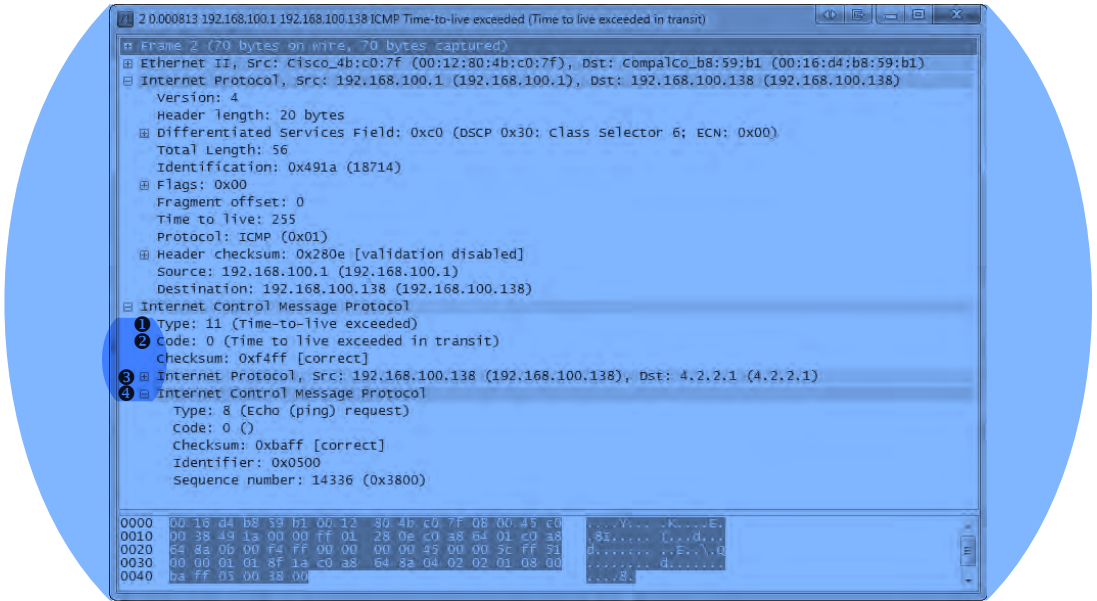 2 0.000813 192.168.100.1 192.168.100.138 ICMP Time-to-live exceeded (Time to live exceeded in transit)
Frame 2 (70 bytes on wire, 70 bytes captured)
Ethernet II, Src: Cisco_4b:c0:7f (00:12:80:4b:c0:7f), Dst: CompalCo_b8:59:b1 (00:16:d4:b8:59:b1)
Internet Protocol, Src: 192.168.100.1 (192.168.100.1), Dst: 192.168.100.138 (192.168.100.138)
Version: 4
Header length: 20 bytes
Differentiated Services Field: 0xc0 (DSCP 0x30: Class Selector 6; ECN: 0x00)
Total Length: 56
Identification: 0x491a (18714)
Flags: 0x00
Fragment offset: 0
Time to live: 255
Protocol: ICMP (0x01)
Header checksum: 0x280e [validation disabled]
Source: 192.168.100.1 (192.168.100.1)
Destination: 192.168.100.138 (192.168.100.138)
Internet Control Message Protocol
❶ Type: 11 (Time-to-live exceeded)
❷ Code: 0 (Time to live exceeded in transit)
Checksum: 0xf4ff [correct]
❸ Internet Protocol, Src: 192.168.100.138 (192.168.100.138), Dst: 4.2.2.1 (4.2.2.1)
❹ Internet Control Message Protocol
Type: 8 (Echo (ping) request)
Code: 0 ()
Checksum: 0xbaff [correct]
Identifier: 0x0500
Sequence number: 14336 (0x3800)
0000 00 16 d4 b8 59 b1 00 12 80 4b c0 7f 08 00 45 c0 ....Y... .K....E.
0010 00 38 49 1a 00 00 ff 01 28 0e c0 a8 64 01 c0 a8 .8I..... (...d...
0020 64 8a 0b 00 f4 ff 00 00 00 00 45 00 00 5c ff 51 d....... ..E..\.Q
0030 00 00 01 01 8f 1a c0 a8 64 8a 04 02 02 01 08 00 ........ d.......
0040 ba ff 05 00 38 00 ....8.